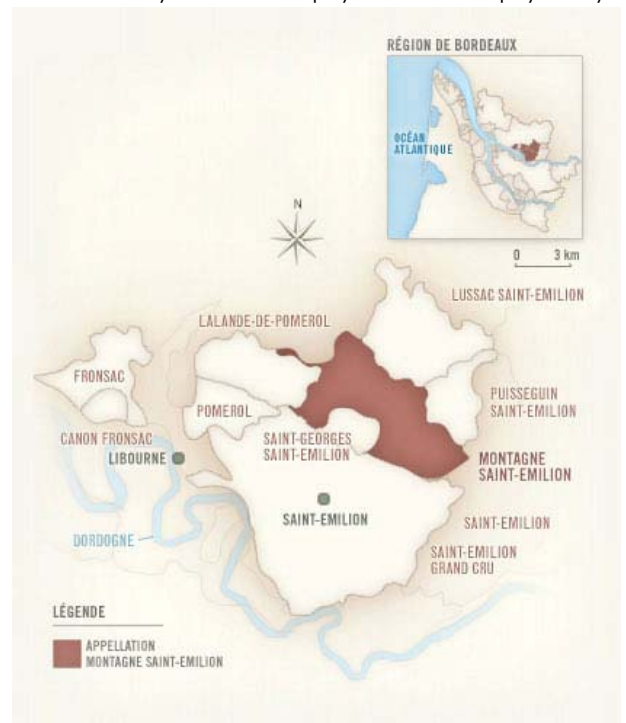 RÉGION DE BORDEAUX
OCÉAN
ATLANTIQUE
N
0 3 km
LUSSAC SAINT-EMILION
LALANDE-DE-POMEROL
FRONSAC
POMEROL
PUISSEGUIN
SAINT-EMILION
CANON FRONSAC
SAINT-GEORGES
SAINT-EMILION
LIBOURNE
MONTAGNE
SAINT-EMILION
SAINT-EMILION
SAINT-EMILION
DORDOGNE
SAINT-EMILION
GRAND CRU
LÉGENDE
APPELLATION
MONTAGNE SAINT-EMILION